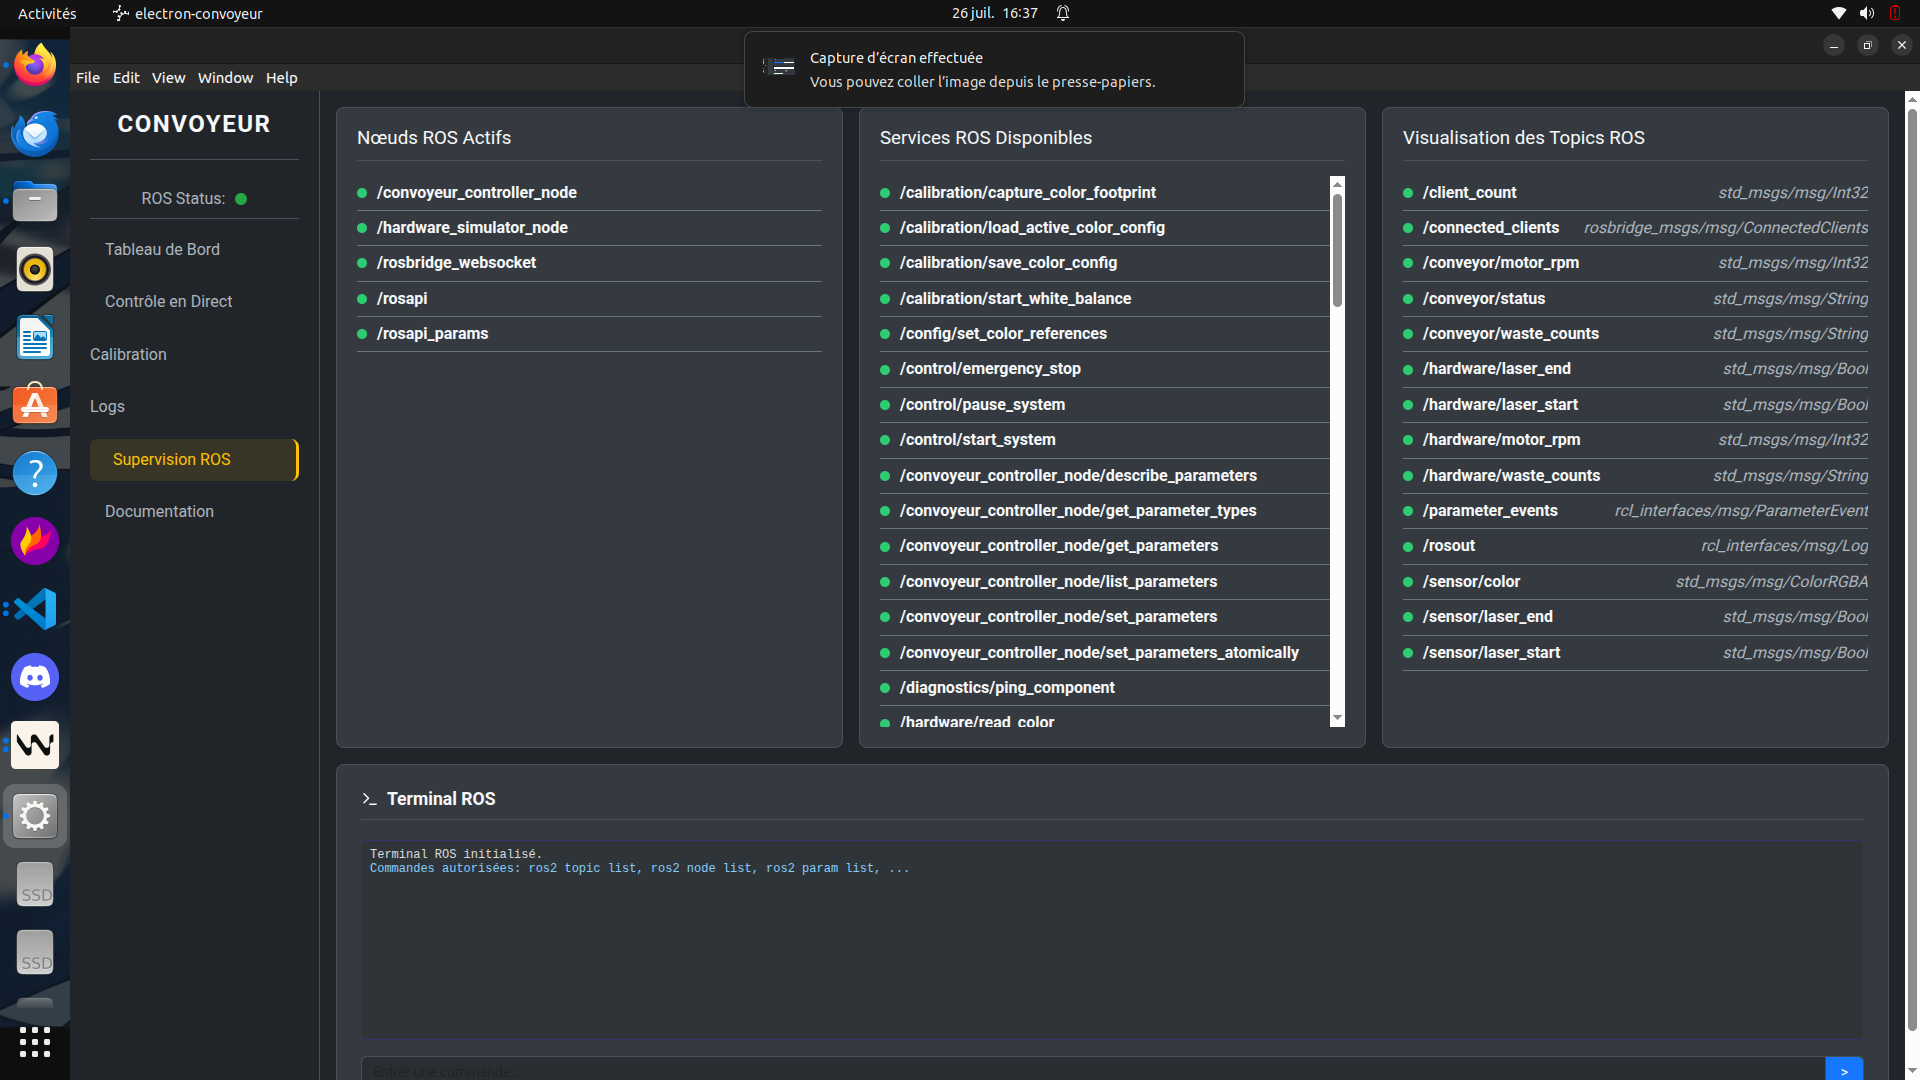 Activités
electron-convoyeur
26 juil. 16:37
Capture d’écran effectuée
Vous pouvez coller l’image depuis le presse-papiers.
File Edit View Window Help
CONVOYEUR
ROS Status:
Tableau de Bord
Contrôle en Direct
Calibration
Logs
Supervision ROS
Documentation
Nœuds ROS Actifs
/convoyeur_controller_node
/hardware_simulator_node
/rosbridge_websocket
/rosapi
/rosapi_params
Services ROS Disponibles
/calibration/capture_color_footprint
/calibration/load_active_color_config
/calibration/save_color_config
/calibration/start_white_balance
/config/set_color_references
/control/emergency_stop
/control/pause_system
/control/start_system
/convoyeur_controller_node/describe_parameters
/convoyeur_controller_node/get_parameter_types
/convoyeur_controller_node/get_parameters
/convoyeur_controller_node/list_parameters
/convoyeur_controller_node/set_parameters
/convoyeur_controller_node/set_parameters_atomically
/diagnostics/ping_component
/hardware/read_color
Visualisation des Topics ROS
/client_count std_msgs/msg/Int32
/connected_clients rosbridge_msgs/msg/ConnectedClients
/conveyor/motor_rpm std_msgs/msg/Int32
/conveyor/status std_msgs/msg/String
/conveyor/waste_counts std_msgs/msg/String
/hardware/laser_end std_msgs/msg/Bool
/hardware/laser_start std_msgs/msg/Bool
/hardware/motor_rpm std_msgs/msg/Int32
/hardware/waste_counts std_msgs/msg/String
/parameter_events rcl_interfaces/msg/ParameterEvent
/rosout rcl_interfaces/msg/Log
/sensor/color std_msgs/msg/ColorRGBA
/sensor/laser_end std_msgs/msg/Bool
/sensor/laser_start std_msgs/msg/Bool
>_ Terminal ROS
Terminal ROS initialisé.
Commandes autorisées: ros2 topic list, ros2 node list, ros2 param list, ...
Entrer une commande...
>
SSD
SSD